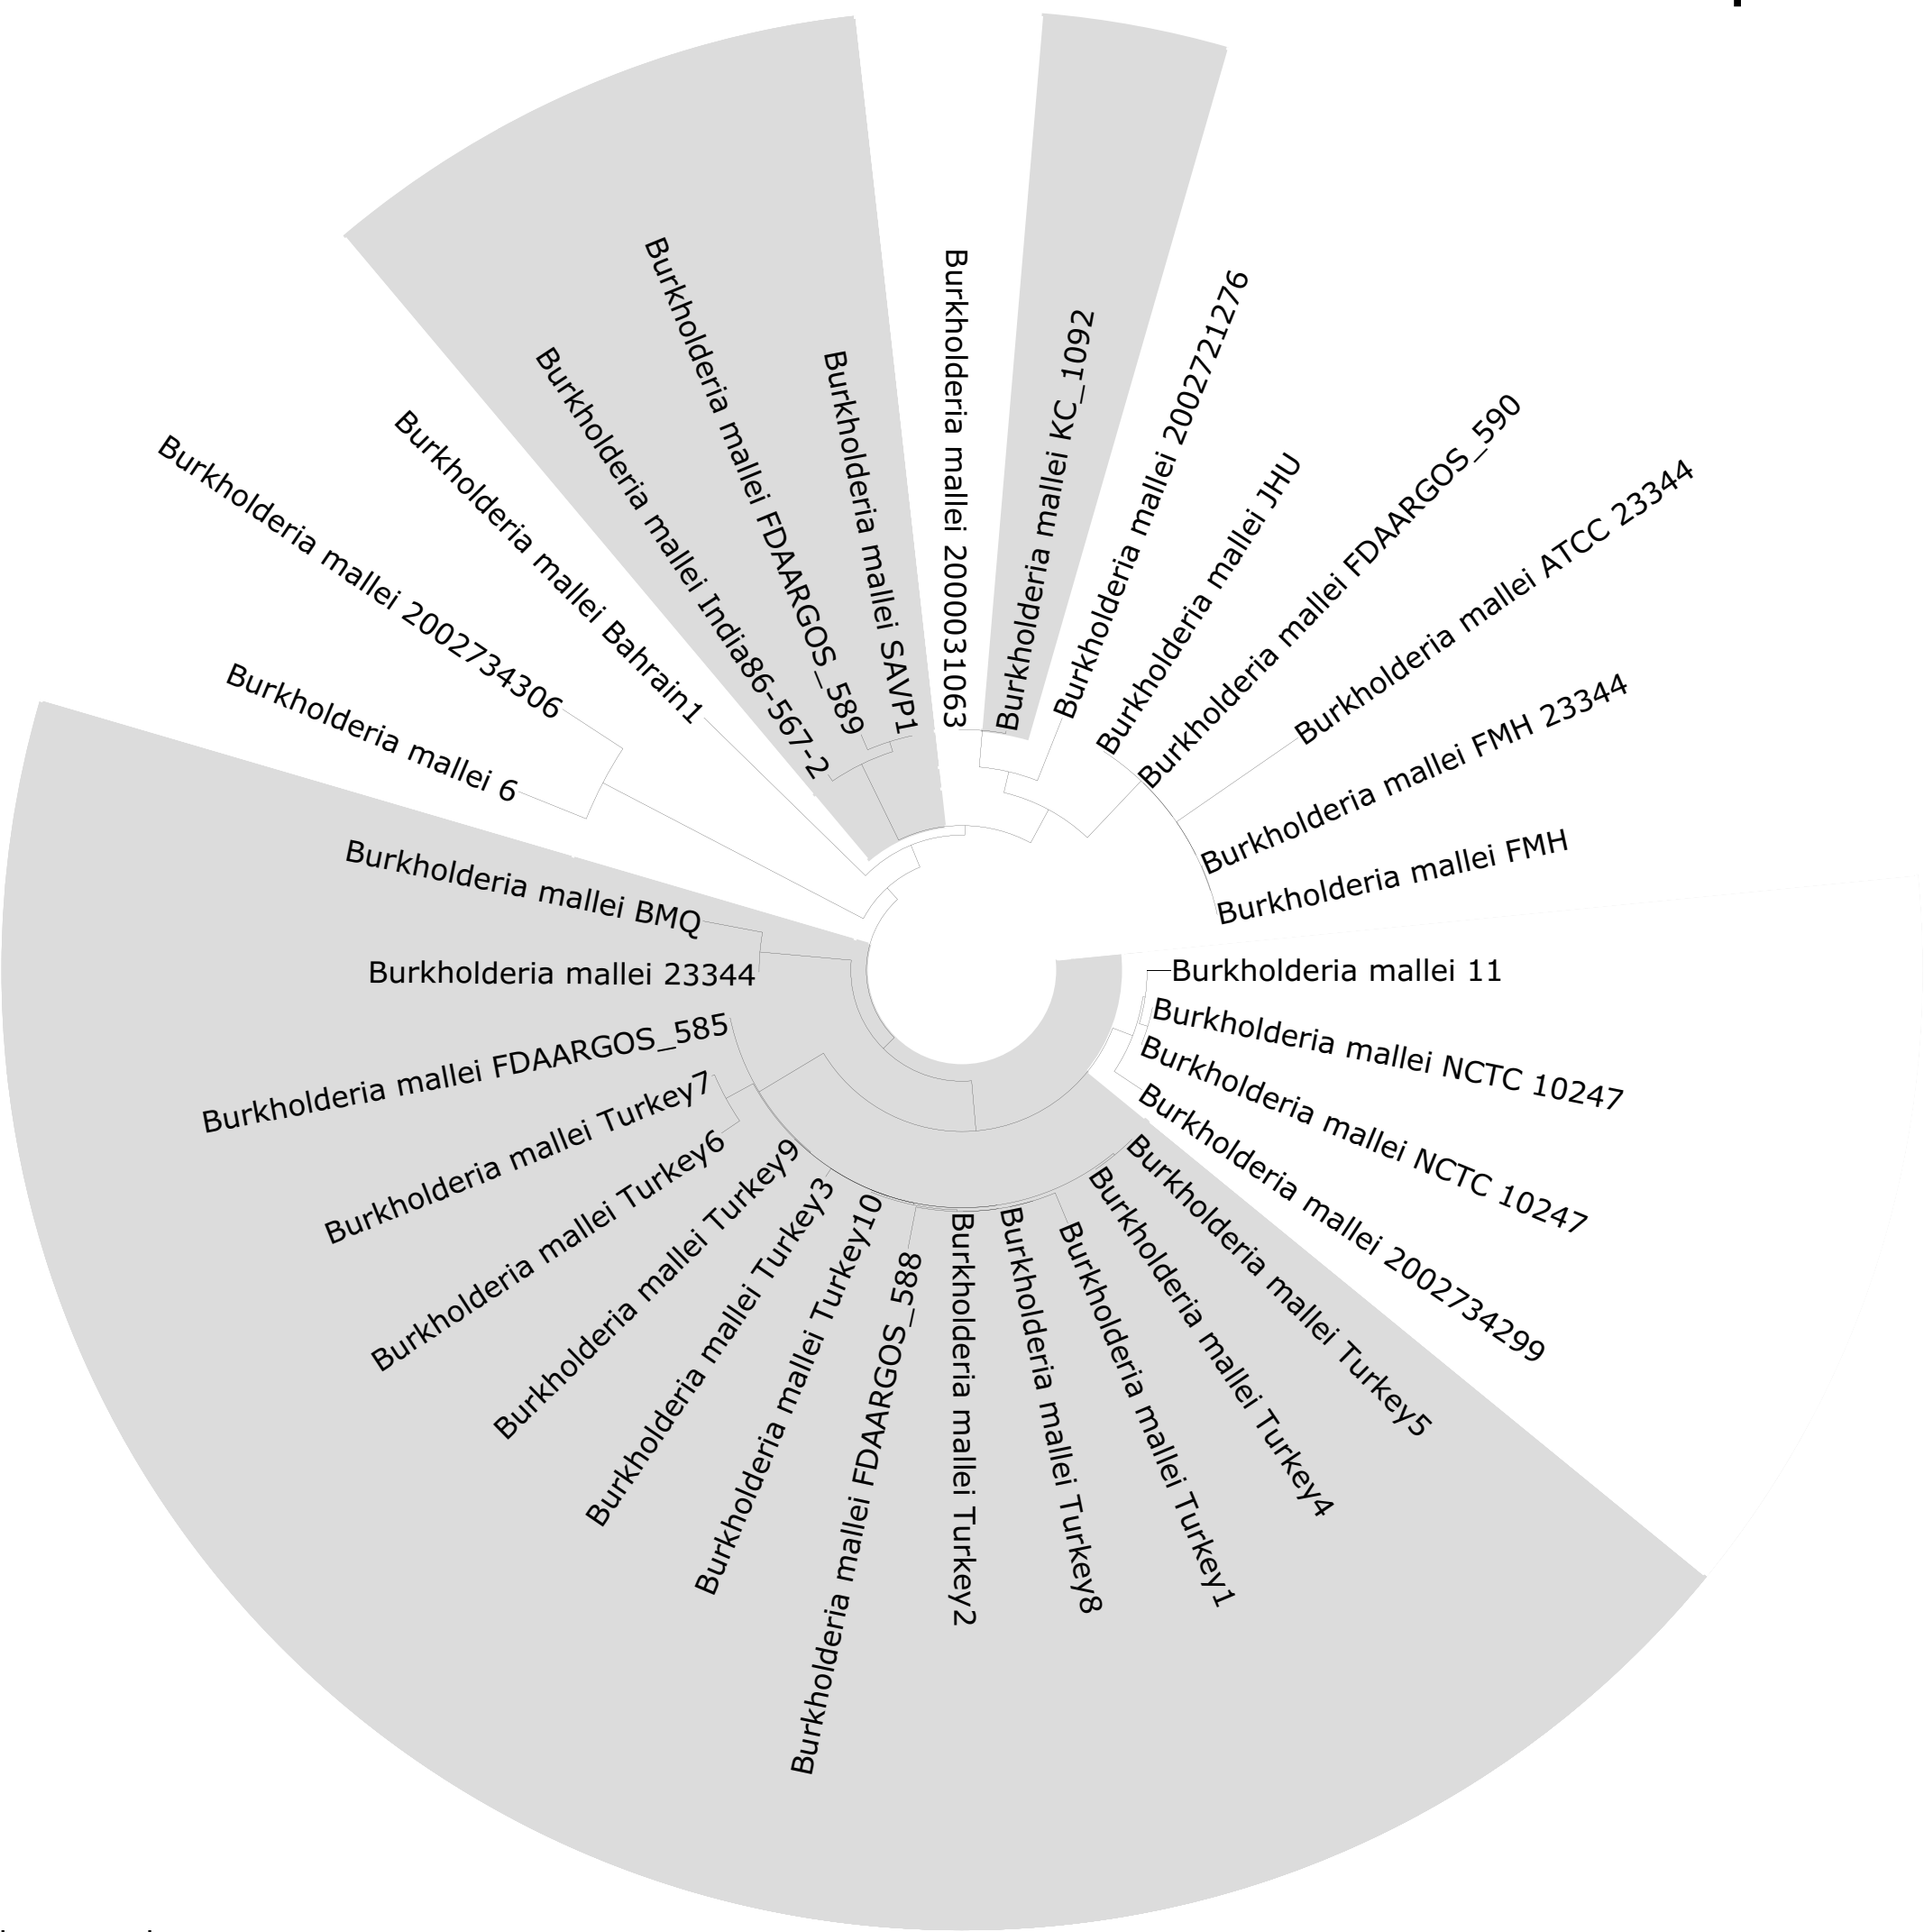 Burkholderia mallei 2000031063
Burkholderia mallei KC_1092
Burkholderia mallei 2002721276
Burkholderia mallei JHU
Burkholderia mallei FDAARGOS_590
Burkholderia mallei ATCC 23344
Burkholderia mallei FMH 23344
Burkholderia mallei FMH
Burkholderia mallei 11
Burkholderia mallei NCTC 10247
Burkholderia mallei NCTC 10247
Burkholderia mallei 2002734299
Burkholderia mallei Turkey5
Burkholderia mallei Turkey4
Burkholderia mallei Turkey1
Burkholderia mallei Turkey8
Burkholderia mallei Turkey2
Burkholderia mallei FDAARGOS_588
Burkholderia mallei Turkey10
Burkholderia mallei Turkey3
Burkholderia mallei Turkey9
Burkholderia mallei Turkey6
Burkholderia mallei Turkey7
Burkholderia mallei FDAARGOS_585
Burkholderia mallei 23344
Burkholderia mallei BMQ
Burkholderia mallei 6
Burkholderia mallei 2002734306
Burkholderia mallei Bahrain1
Burkholderia mallei India86-567-2
Burkholderia mallei FDAARGOS_589
Burkholderia mallei SAVP1